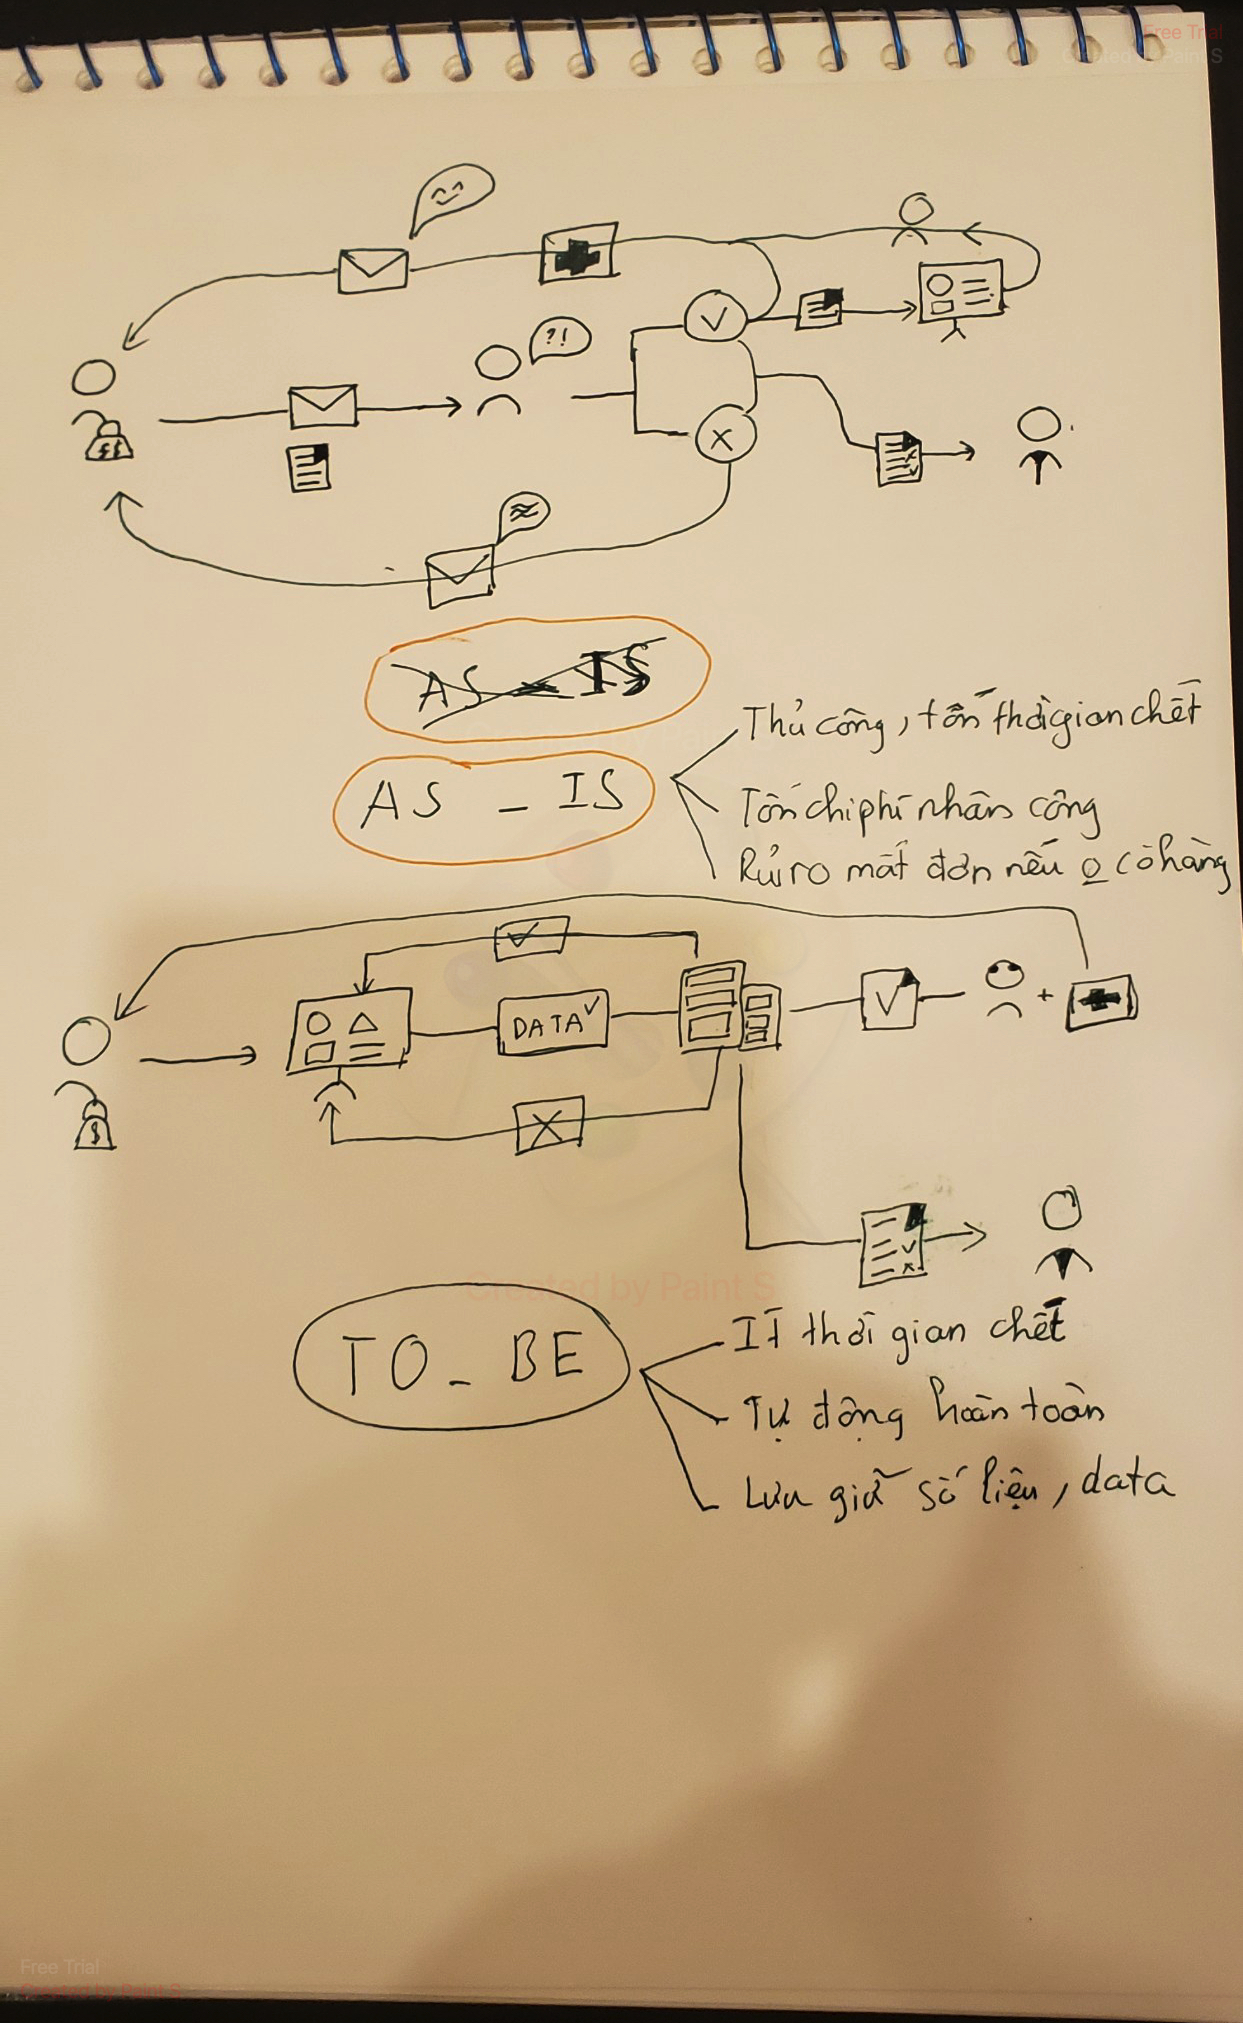 Free Trial
Created by Paint S
?!
$$
AS - IS
AS - IS
Thủ công, tốn thời gian chết
Tốn chi phí nhân công
Rủi ro mất đơn nếu o có hàng
DATA
$
Created by Paint S
TO - BE
Ít thời gian chết
Tự động hoàn toàn
Lưu giữ số liệu, data
Free Trial
Created by Paint S